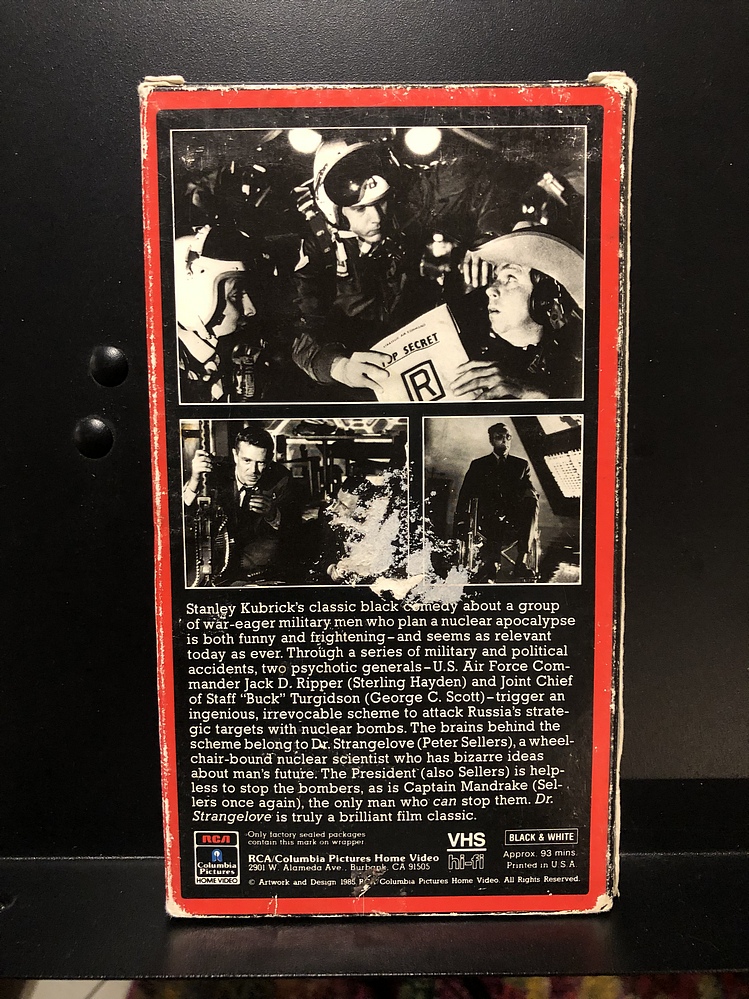 STRATEGIC AIR COMMAND
OP SECRET
R
Stanley Kubrick's classic black comedy about a group
of war-eager military men who plan a nuclear apocalypse
is both funny and frightening–and seems as relevant
today as ever. Through a series of military and political
accidents, two psychotic generals–U.S. Air Force Com-
mander Jack D. Ripper (Sterling Hayden) and Joint Chief
of Staff "Buck" Turgidson (George C. Scott)–trigger an
ingenious, irrevocable scheme to attack Russia's strate-
gic targets with nuclear bombs. The brains behind the
scheme belong to Dr. Strangelove (Peter Sellers), a wheel-
chair-bound nuclear scientist who has bizarre ideas
about man's future. The President (also Sellers) is help-
less to stop the bombers, as is Captain Mandrake (Sel-
lers once again), the only man who can stop them. Dr.
Strangelove is truly a brilliant film classic.
RCA
Columbia
Pictures
HOME VIDEO
Only factory sealed packages
contain this mark on wrapper
RCA/Columbia Pictures Home Video
2901 W. Alameda Ave., Burbank, CA 91505
VHS
hi-fi
BLACK & WHITE
Approx. 93 mins.
Printed in U.S.A.
© Artwork and Design 1985 RCA/Columbia Pictures Home Video. All Rights Reserved.